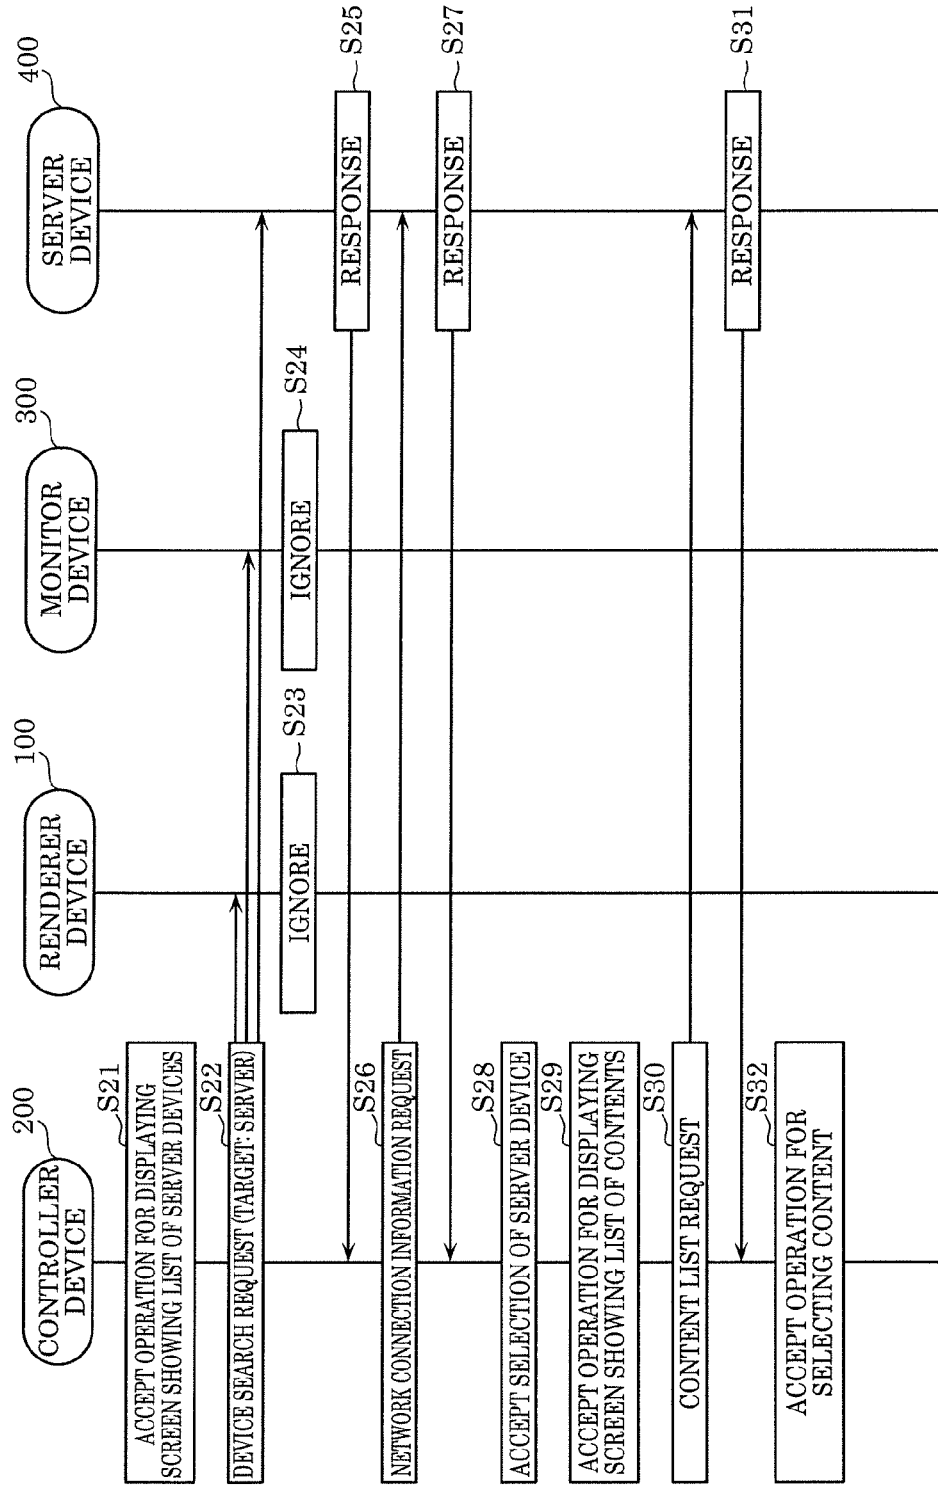 200
CONTROLLER
DEVICE
100
RENDERER
DEVICE
300
MONITOR
DEVICE
400
SERVER
DEVICE
S21
ACCEPT OPERATION FOR DISPLAYING
SCREEN SHOWING LIST OF SERVER DEVICES
S22
DEVICE SEARCH REQUEST (TARGET: SERVER)
S23
IGNORE
S24
IGNORE
S25
RESPONSE
S26
NETWORK CONNECTION INFORMATION REQUEST
S27
RESPONSE
S28
ACCEPT SELECTION OF SERVER DEVICE
S29
ACCEPT OPERATION FOR DISPLAYING
SCREEN SHOWING LIST OF CONTENTS
S30
CONTENT LIST REQUEST
S31
RESPONSE
S32
ACCEPT OPERATION FOR
SELECTING CONTENT